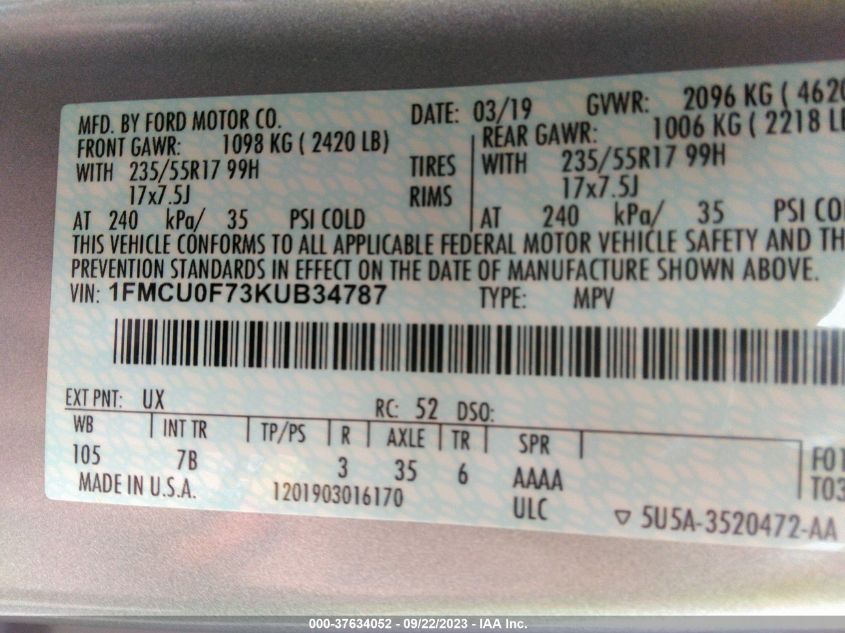 MFD. BY FORD MOTOR CO. DATE: 03/19 GVWR: 2096 KG ( 4620
FRONT GAWR: 1098 KG ( 2420 LB) REAR GAWR: 1006 KG ( 2218 L
WITH 235/55R17 99H TIRES WITH 235/55R17 99H
17x7.5J RIMS 17x7.5J
AT 240 kPa/ 35 PSI COLD AT 240 kPa/ 35 PSI CO
THIS VEHICLE CONFORMS TO ALL APPLICABLE FEDERAL MOTOR VEHICLE SAFETY AND TH
PREVENTION STANDARDS IN EFFECT ON THE DATE OF MANUFACTURE SHOWN ABOVE.
VIN: 1FMCU0F73KUB34787 TYPE: MPV
EXT PNT: UX RC: 52 DSO:
WB INT TR TP/PS R AXLE TR SPR
105 7B 3 35 6 AAAA F01
MADE IN U.S.A. 1201903016170 ULC T03
▽ 5U5A-3520472-AA
000-37634052 - 09/22/2023 - IAA Inc.